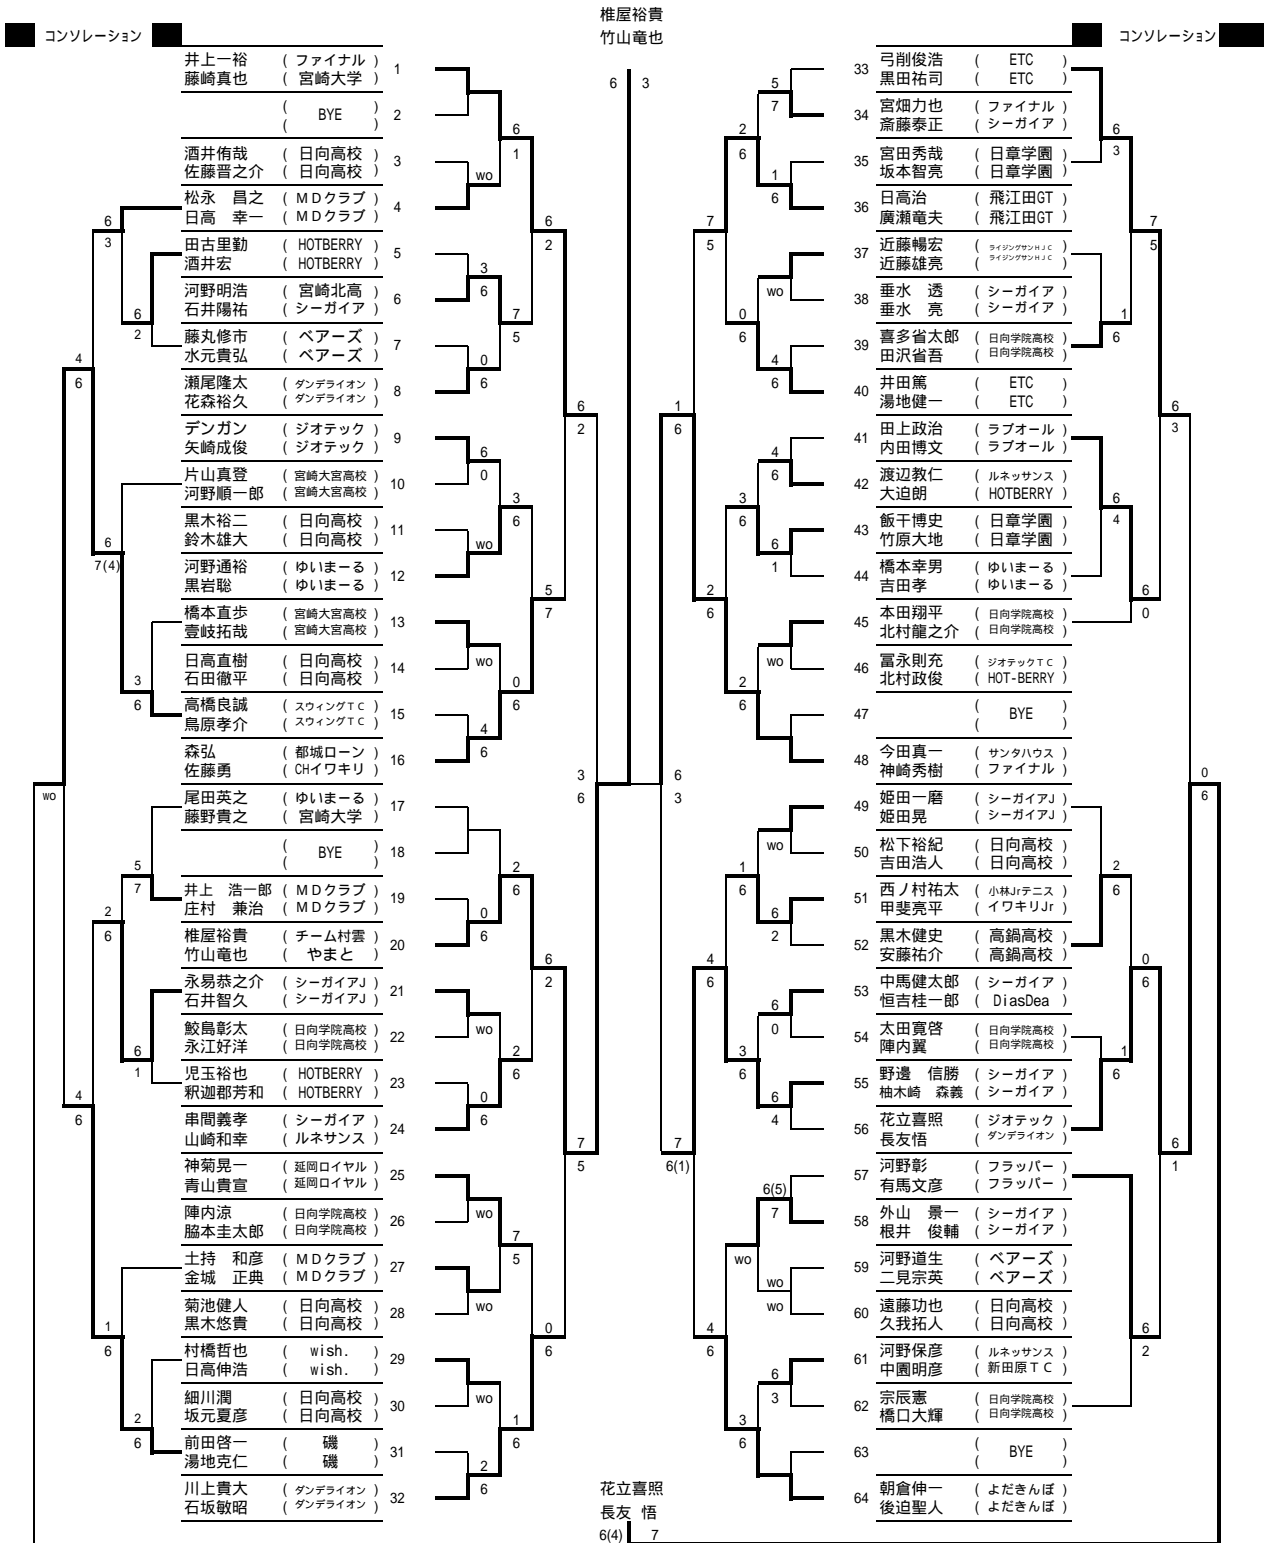 椎屋裕貴
竹山竜也
コンソレーション
コンソレーション
6 3
井上一裕 ( ファイナル )
藤崎真也 ( 宮崎大学 ) 1
( BYE ) 2
酒井侑哉 ( 日向高校 )
佐藤晋之介 ( 日向高校 ) 3
松永 昌之 ( MDクラブ )
日高 幸一 ( MDクラブ ) 4
田古里勤 ( HOTBERRY )
酒井宏 ( HOTBERRY ) 5
河野明浩 ( 宮崎北高 )
石井陽祐 ( シーガイア ) 6
藤丸修市 ( ベアーズ )
水元貴弘 ( ベアーズ ) 7
瀬尾隆太 ( ダンデライオン )
花森裕久 ( ダンデライオン ) 8
デンガン ( ジオテック )
矢崎成俊 ( ジオテック ) 9
片山真登 ( 宮崎大宮高校 )
河野順一郎 ( 宮崎大宮高校 ) 10
黒木裕二 ( 日向高校 )
鈴木雄大 ( 日向高校 ) 11
河野通裕 ( ゆいまーる )
黒岩聡 ( ゆいまーる ) 12
橋本直歩 ( 宮崎大宮高校 )
壹岐拓哉 ( 宮崎大宮高校 ) 13
日高直樹 ( 日向高校 )
石田徹平 ( 日向高校 ) 14
高橋良誠 ( スウィングTC )
鳥原孝介 ( スウィングTC ) 15
森弘 ( 都城ローン )
佐藤勇 ( CHイワキリ ) 16
尾田英之 ( ゆいまーる )
藤野貴之 ( 宮崎大学 ) 17
( BYE ) 18
井上 浩一郎 ( MDクラブ )
庄村 兼治 ( MDクラブ ) 19
椎屋裕貴 ( チーム村雲 )
竹山竜也 ( やまと ) 20
永易恭之介 ( シーガイアJ )
石井智久 ( シーガイアJ ) 21
鮫島彰太 ( 日向学院高校 )
永江好洋 ( 日向学院高校 ) 22
児玉裕也 ( HOTBERRY )
釈迦郡芳和 ( HOTBERRY ) 23
串間義孝 ( シーガイア )
山崎和幸 ( ルネサンス ) 24
神菊晃一 ( 延岡ロイヤル )
青山貴宣 ( 延岡ロイヤル ) 25
陣内涼 ( 日向学院高校 )
脇本圭太郎 ( 日向学院高校 ) 26
土持 和彦 ( MDクラブ )
金城 正典 ( MDクラブ ) 27
菊池健人 ( 日向高校 )
黒木悠貴 ( 日向高校 ) 28
村橋哲也 ( wish. )
日高伸浩 ( wish. ) 29
細川潤 ( 日向高校 )
坂元夏彦 ( 日向高校 ) 30
前田啓一 ( 磯 )
湯地克仁 ( 磯 ) 31
川上貴大 ( ダンデライオン )
石坂敏昭 ( ダンデライオン ) 32
33 弓削俊浩 ( ETC )
黒田祐司 ( ETC )
34 宮畑力也 ( ファイナル )
斎藤泰正 ( シーガイア )
35 宮田秀哉 ( 日章学園 )
坂本智亮 ( 日章学園 )
36 日高治 ( 飛江田GT )
廣瀬竜夫 ( 飛江田GT )
37 近藤暢宏 ( ライジングサンHJC )
近藤雄亮 ( ライジングサンHJC )
38 垂水 透 ( シーガイア )
垂水 亮 ( シーガイア )
39 喜多省太郎 ( 日向学院高校 )
田沢省吾 ( 日向学院高校 )
40 井田篤 ( ETC )
湯地健一 ( ETC )
41 田上政治 ( ラブオール )
内田博文 ( ラブオール )
42 渡辺教仁 ( ルネッサンス )
大迫朗 ( HOTBERRY )
43 飯干博史 ( 日章学園 )
竹原大地 ( 日章学園 )
44 橋本幸男 ( ゆいまーる )
吉田孝 ( ゆいまーる )
45 本田翔平 ( 日向学院高校 )
北村龍之介 ( 日向学院高校 )
46 冨永則充 ( ジオテックTC )
北村政俊 ( HOT-BERRY )
47 ( BYE )
48 今田真一 ( サンタハウス )
神崎秀樹 ( ファイナル )
49 姫田一磨 ( シーガイアJ )
姫田晃 ( シーガイアJ )
50 松下裕紀 ( 日向高校 )
吉田浩人 ( 日向高校 )
51 西ノ村祐太 ( 小林Jrテニス )
甲斐亮平 ( イワキリJr )
52 黒木健史 ( 高鍋高校 )
安藤祐介 ( 高鍋高校 )
53 中馬健太郎 ( シーガイア )
恒吉桂一郎 ( DiasDea )
54 太田寛啓 ( 日向学院高校 )
陣内翼 ( 日向学院高校 )
55 野邊 信勝 ( シーガイア )
柚木崎 森義 ( シーガイア )
56 花立喜照 ( ジオテック )
長友悟 ( ダンデライオン )
57 河野彰 ( フラッパー )
有馬文彦 ( フラッパー )
58 外山 景一 ( シーガイア )
根井 俊輔 ( シーガイア )
59 河野道生 ( ベアーズ )
二見宗英 ( ベアーズ )
60 遠藤功也 ( 日向高校 )
久我拓人 ( 日向高校 )
61 河野保彦 ( ルネッサンス )
中園明彦 ( 新田原TC )
62 宗辰憲 ( 日向学院高校 )
橋口大輝 ( 日向学院高校 )
63 ( BYE )
64 朝倉伸一 ( よだきんぼ )
後迫聖人 ( よだきんぼ )
花立喜照
長友 悟
6(4) 7